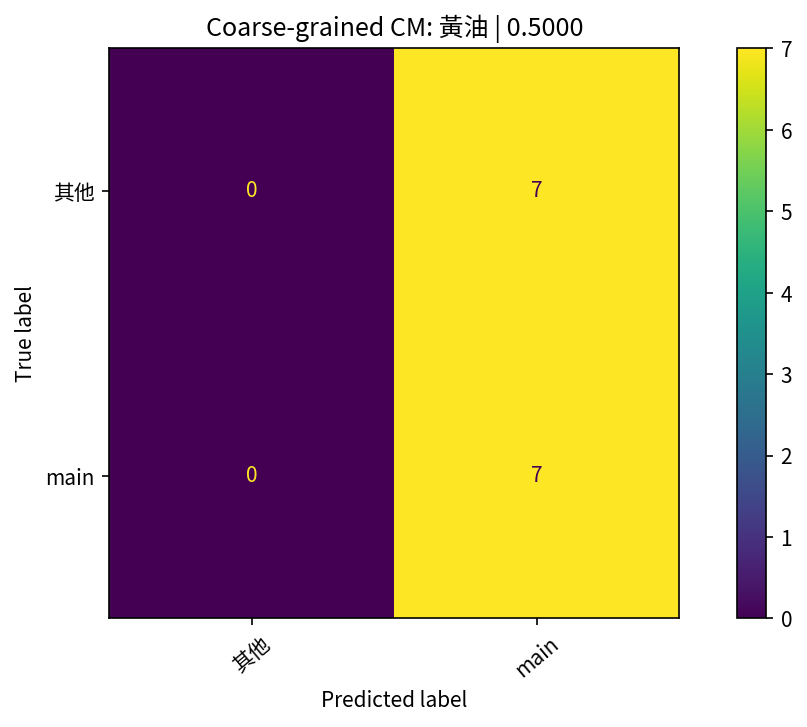 Coarse-grained CM: 黃油 | 0.5000
True label
其他
main
0
7
0
7
其他
main
Predicted label
7
6
5
4
3
2
1
0